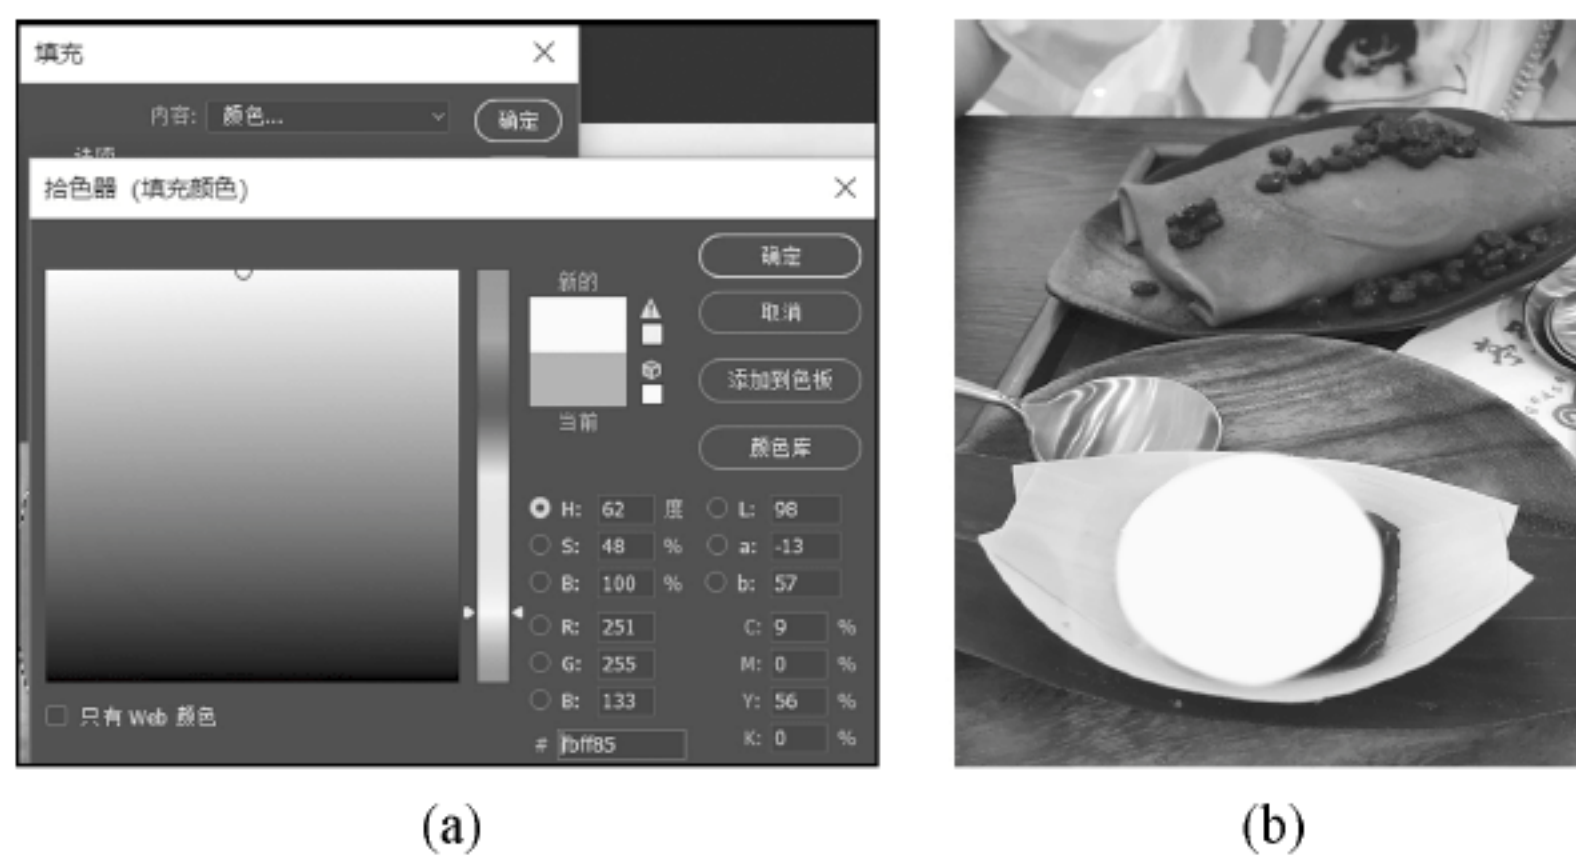 填充
内容: 颜色... 确定
选项
拾色器 (填充颜色)
新的
当前
确定
取消
添加到色板
颜色库
H: 62 度
S: 48 %
B: 100 %
R: 251
G: 255
B: 133
# fbff85
L: 98
a: -13
b: 57
C: 9 %
M: 0 %
Y: 56 %
K: 0 %
只有 Web 颜色
(a)
(b)